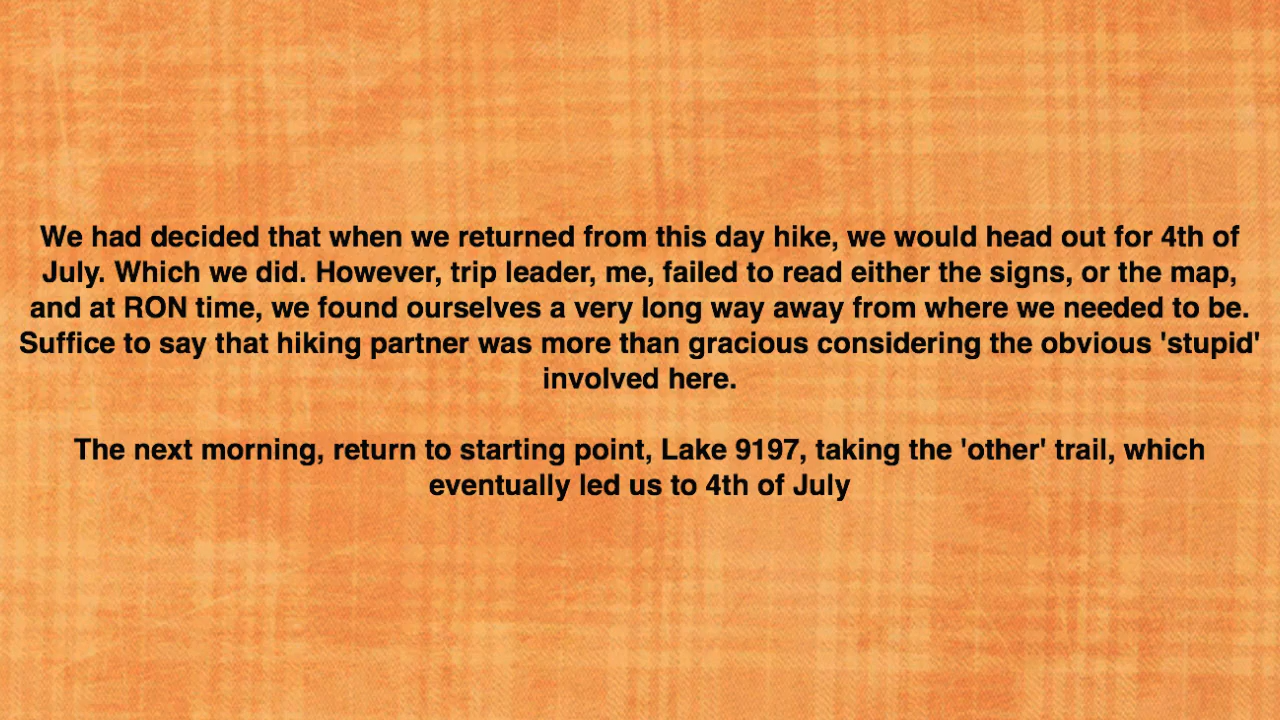 We had decided that when we returned from this day hike, we would head out for 4th of
July. Which we did. However, trip leader, me, failed to read either the signs, or the map,
and at RON time, we found ourselves a very long way away from where we needed to be.
Suffice to say that hiking partner was more than gracious considering the obvious 'stupid'
involved here.
The next morning, return to starting point, Lake 9197, taking the 'other' trail, which
eventually led us to 4th of July